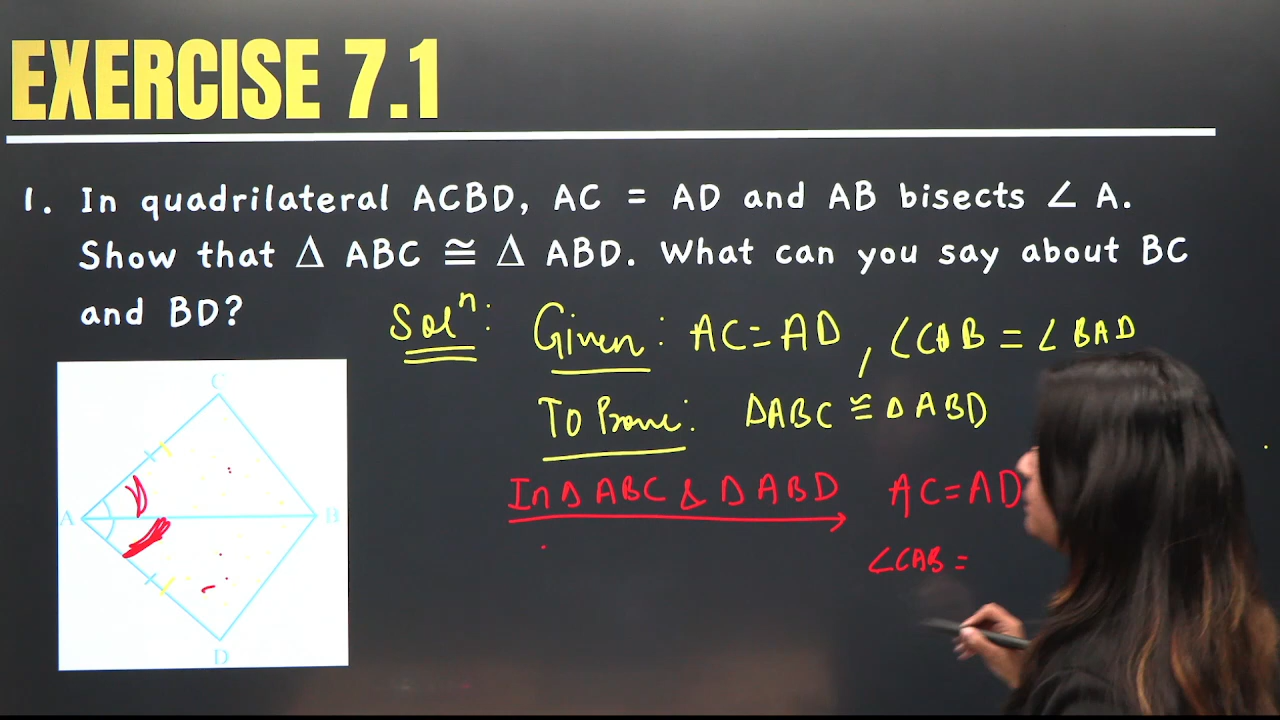 EXERCISE 7.1
1. In quadrilateral ACBD, AC = AD and AB bisects ∠ A.
Show that Δ ABC ≅ Δ ABD. What can you say about BC
and BD?
Solⁿ: Given: AC = AD, ∠CAB = ∠BAD
To Prove: ΔABC ≅ ΔABD
In Δ ABC & Δ ABD AC = AD
∠CAB =
C
A
B
D